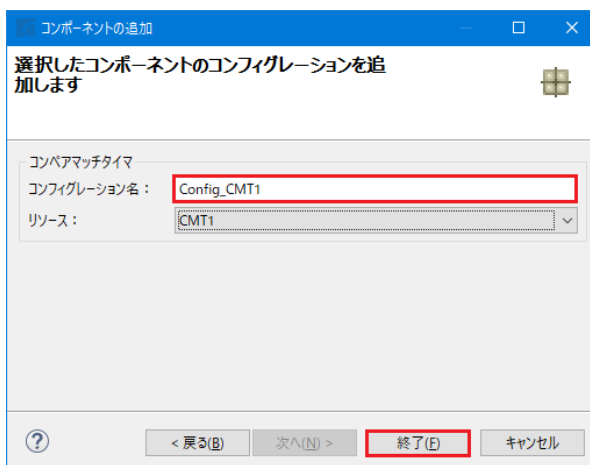 コンポーネントの追加
選択したコンポーネントのコンフィグレーションを追
加します
コンペアマッチタイマ
コンフィグレーション名： Config_CMT1
リソース： CMT1
< 戻る(B) 次へ(N) > 終了(F) キャンセル